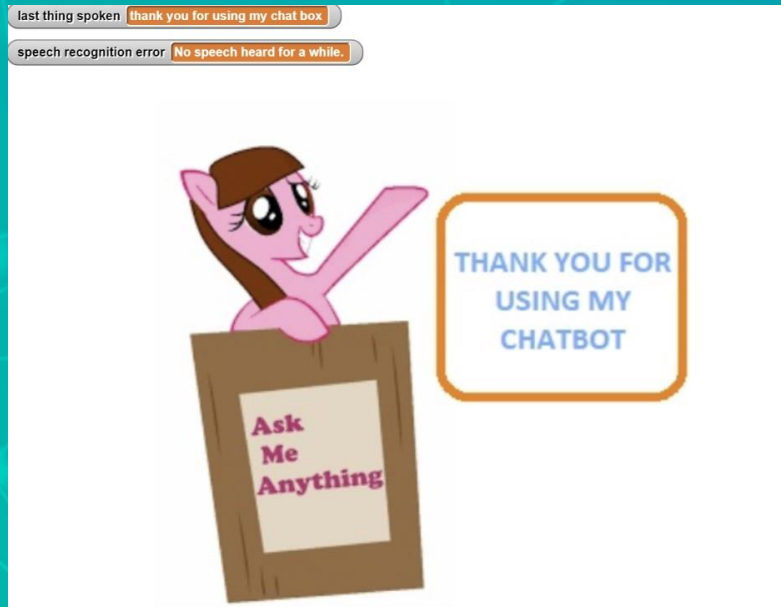 last thing spoken thank you for using my chat box
speech recognition error No speech heard for a while.
THANK YOU FOR
USING MY
CHATBOT
Ask
Me
Anything